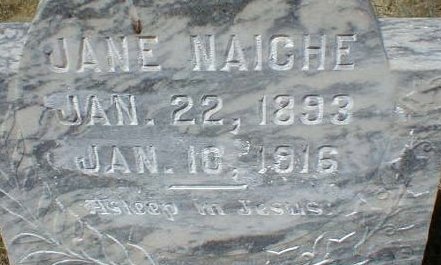 JANE NAICHE
JAN. 22, 1893
JAN. 10, 1916
Asleep in Jesus.